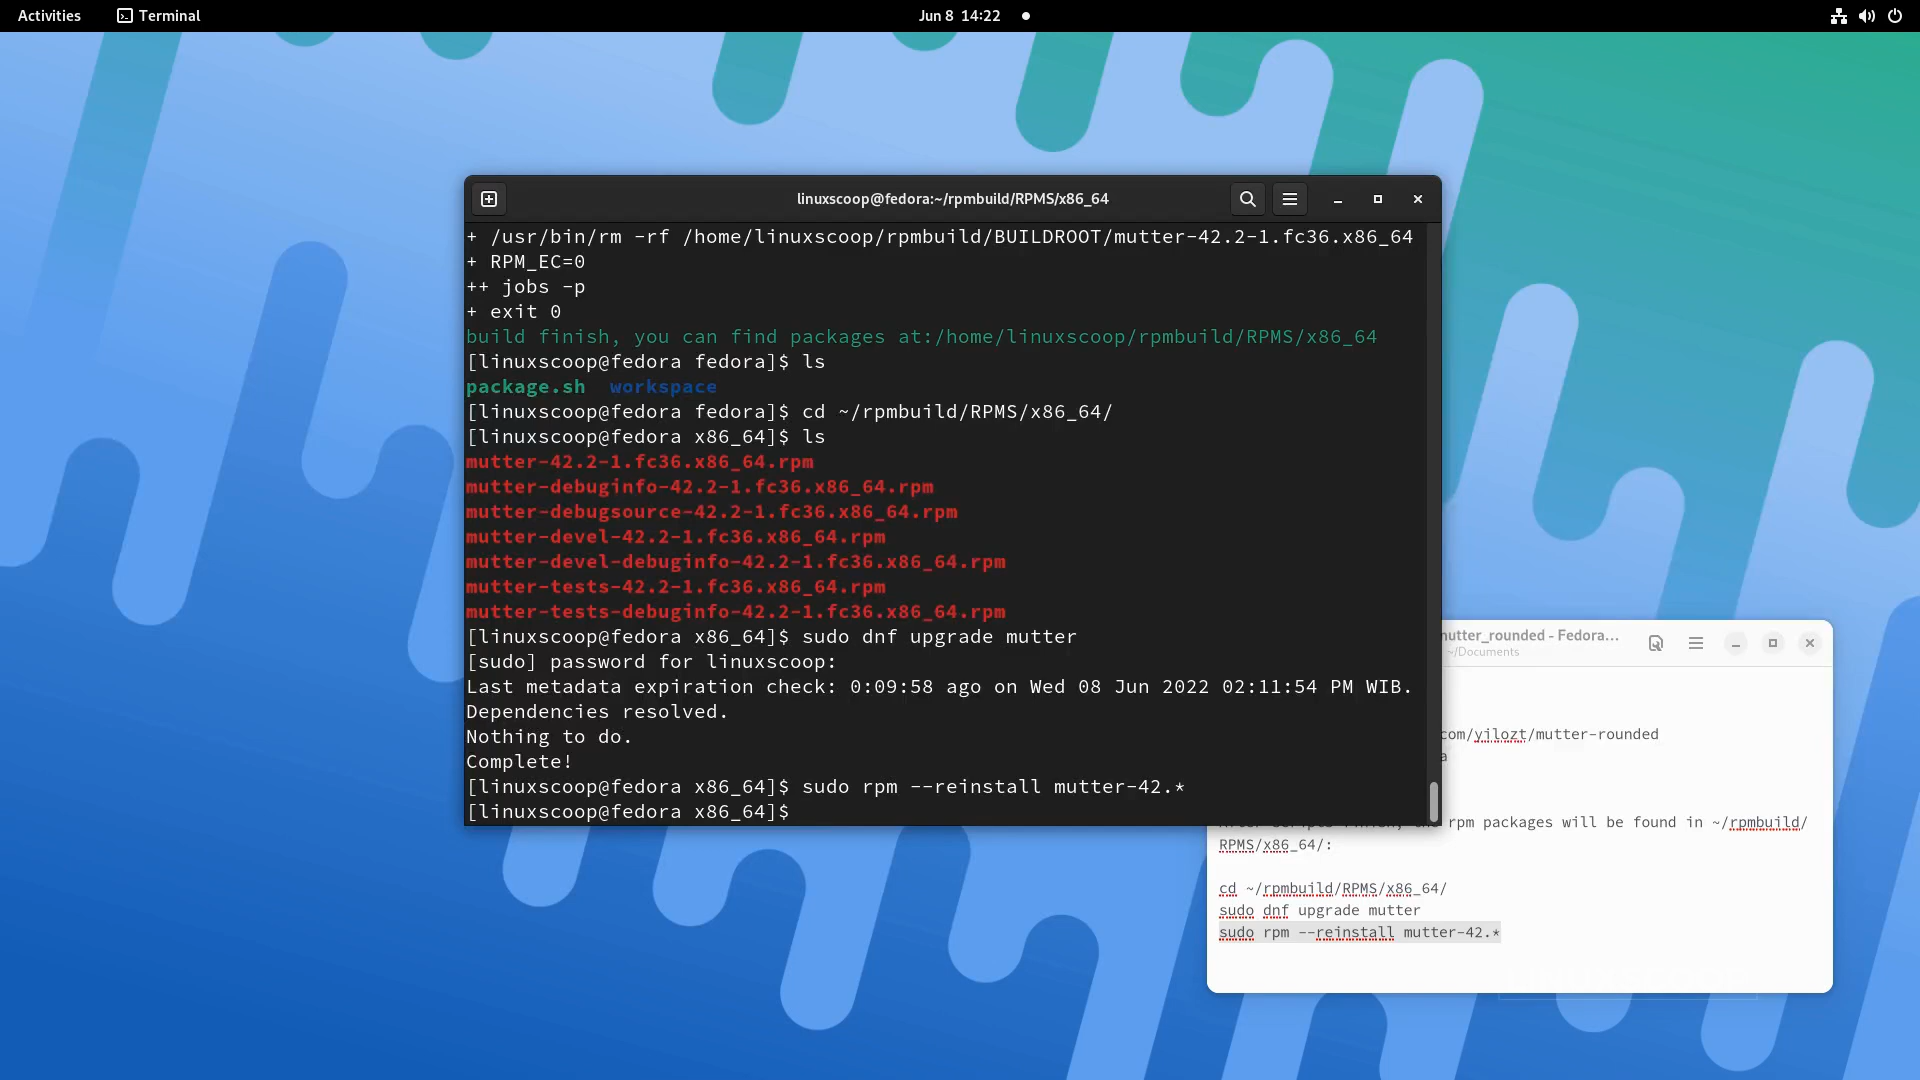 Activities
Terminal
Jun 8 14:22
linuxscoop@fedora:~/rpmbuild/RPMS/x86_64
+ /usr/bin/rm -rf /home/linuxscoop/rpmbuild/BUILDROOT/mutter-42.2-1.fc36.x86_64
+ RPM_EC=0
++ jobs -p
+ exit 0
build finish, you can find packages at:/home/linuxscoop/rpmbuild/RPMS/x86_64
[linuxscoop@fedora fedora]$ ls
package.sh  workspace
[linuxscoop@fedora fedora]$ cd ~/rpmbuild/RPMS/x86_64/
[linuxscoop@fedora x86_64]$ ls
mutter-42.2-1.fc36.x86_64.rpm
mutter-debuginfo-42.2-1.fc36.x86_64.rpm
mutter-debugsource-42.2-1.fc36.x86_64.rpm
mutter-devel-42.2-1.fc36.x86_64.rpm
mutter-devel-debuginfo-42.2-1.fc36.x86_64.rpm
mutter-tests-42.2-1.fc36.x86_64.rpm
mutter-tests-debuginfo-42.2-1.fc36.x86_64.rpm
[linuxscoop@fedora x86_64]$ sudo dnf upgrade mutter
[sudo] password for linuxscoop:
Last metadata expiration check: 0:09:58 ago on Wed 08 Jun 2022 02:11:54 PM WIB.
Dependencies resolved.
Nothing to do.
Complete!
[linuxscoop@fedora x86_64]$ sudo rpm --reinstall mutter-42.*
[linuxscoop@fedora x86_64]$
mutter_rounded - Fedora...
~/Documents
com/yilozt/mutter-rounded
a
rpm packages will be found in ~/rpmbuild/
RPMS/x86_64/:
cd ~/rpmbuild/RPMS/x86_64/
sudo dnf upgrade mutter
sudo rpm --reinstall mutter-42.*